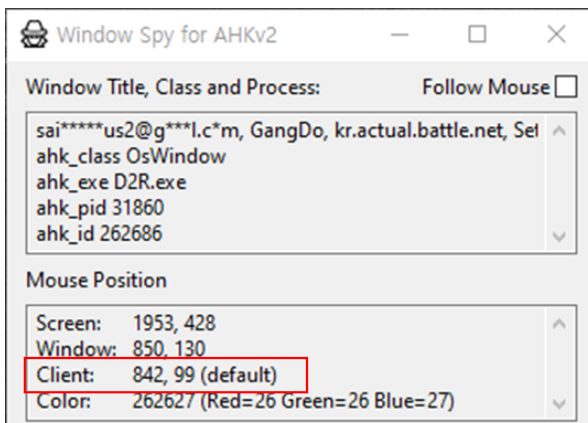 Window Spy for AHKv2
Window Title, Class and Process: Follow Mouse
sai*****us2@g***l.c*m, GangDo, kr.actual.battle.net, Set
ahk_class OsWindow
ahk_exe D2R.exe
ahk_pid 31860
ahk_id 262686
Mouse Position
Screen: 1953, 428
Window: 850, 130
Client: 842, 99 (default)
Color: 262627 (Red=26 Green=26 Blue=27)